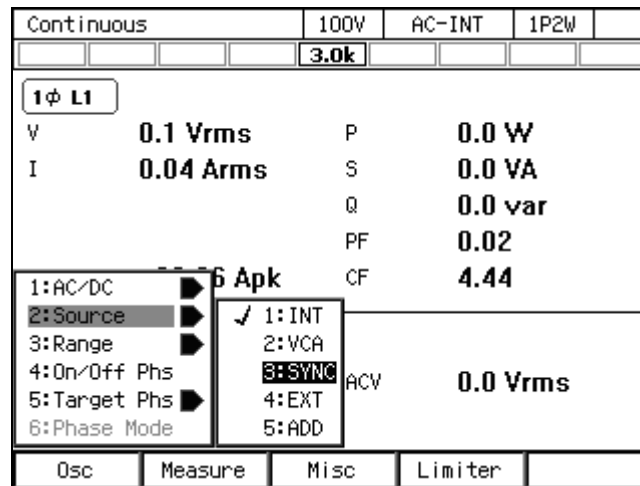 Continuous 100V AC-INT 1P2W
3.0k
1ϕ L1
V 0.1 Vrms P 0.0 W
I 0.04 Arms S 0.0 VA
Q 0.0 var
PF 0.02
Apk CF 4.44
1:AC/DC
2:Source ✓ 1:INT
3:Range 2:VCA
4:On/Off Phs 3:SYNC ACV 0.0 Vrms
5:Target Phs 4:EXT
6:Phase Mode 5:ADD
Osc Measure Misc Limiter